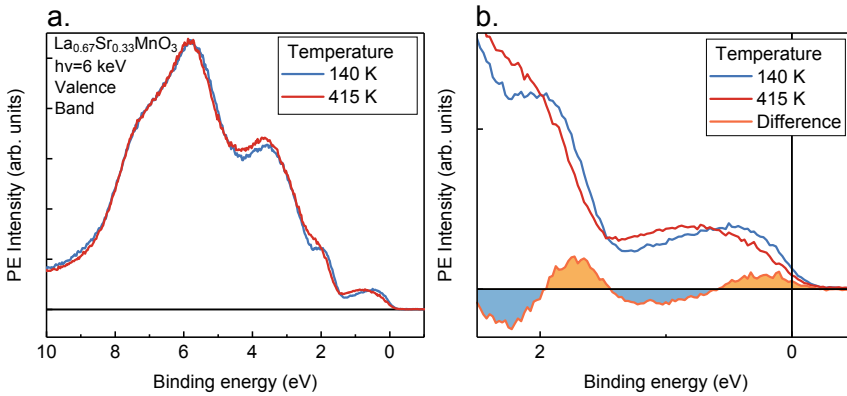 a.
La0.67Sr0.33MnO3
hν=6 keV
Valence
Band
Temperature
140 K
415 K
PE Intensity (arb. units)
10 8 6 4 2 0
Binding energy (eV)
b.
Temperature
140 K
415 K
Difference
PE Intensity (arb. units)
2 0
Binding energy (eV)